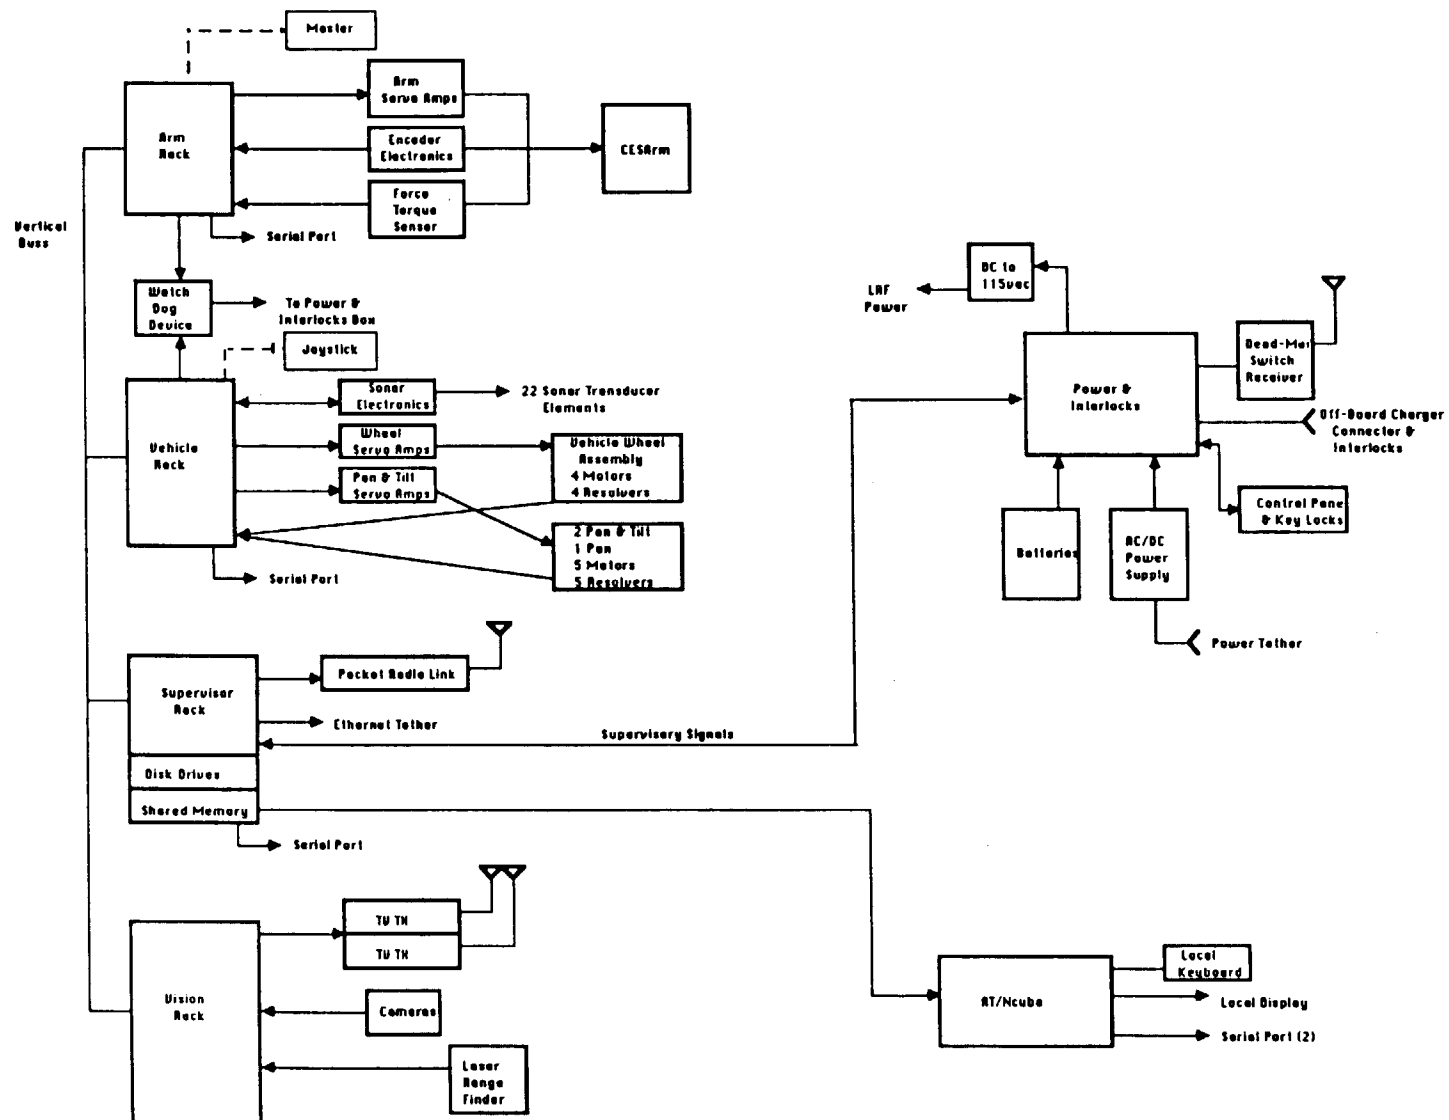 Master
Arm
Servo Amps
Arm
Rack
Encoder
Electronics
CESArm
Force
Torque
Sensor
Vertical
Buss
Serial Port
Watch
Dog
Device
To Power &
Interlocks Box
Joystick
Sonar
Electronics
22 Sonar Transducer
Elements
Vehicle
Rack
Wheel
Servo Amps
Vehicle Wheel
Assembly
4 Motors
4 Resolvers
Pan & Tilt
Servo Amps
2 Pan & Tilt
1 Pan
5 Motors
5 Resolvers
Serial Port
DC to
115vac
LRF
Power
Dead-Man
Switch
Receiver
Power &
Interlocks
Off-Board Charger
Connector &
Interlocks
Control Pane
& Key Locks
Batteries
AC/DC
Power
Supply
Power Tether
Supervisor
Rack
Packet Radio Link
Ethernet Tether
Supervisory Signals
Disk Drives
Shared Memory
Serial Port
TV TX
TV TX
Vision
Rack
Cameras
Laser
Range
Finder
AT/Ncube
Local
Keyboard
Local Display
Serial Port (2)